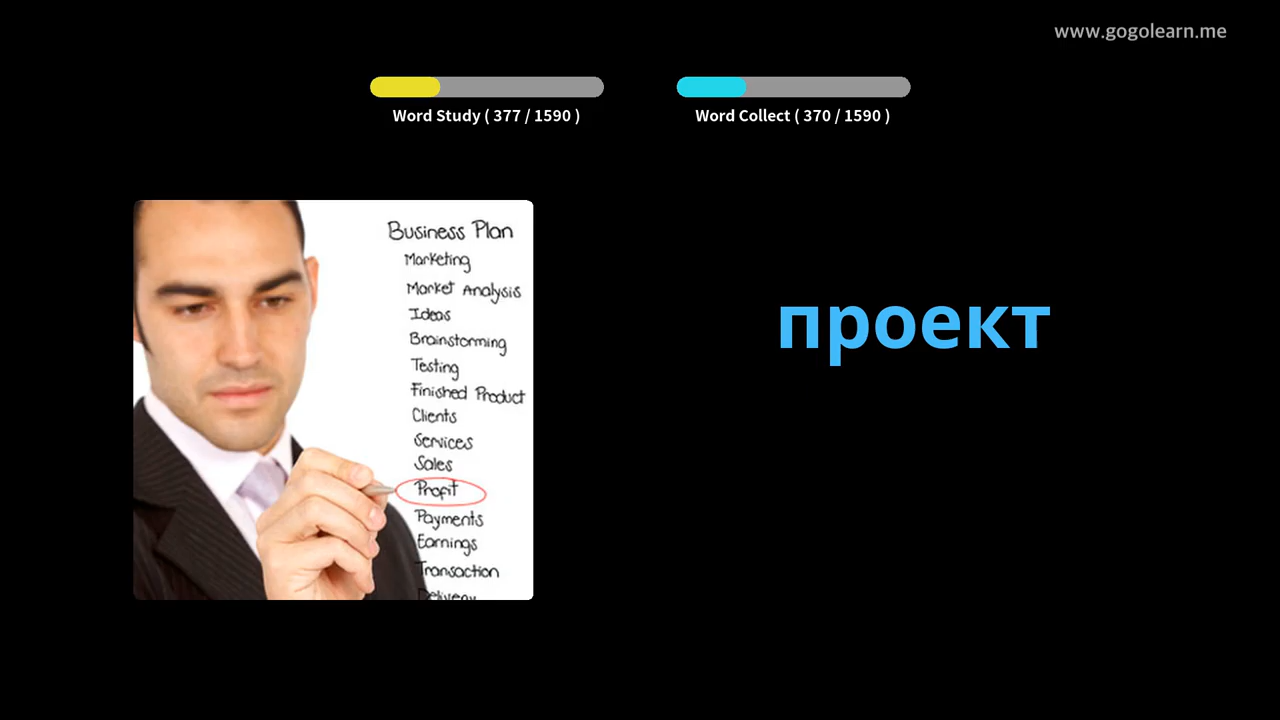 www.gogolearn.me
Word Study ( 377 / 1590 )
Word Collect ( 370 / 1590 )
Business Plan
Marketing
Market Analysis
Ideas
Brainstorming
Testing
Finished Product
Clients
Services
Sales
Profit
Payments
Earnings
Transaction
Delivery
проект